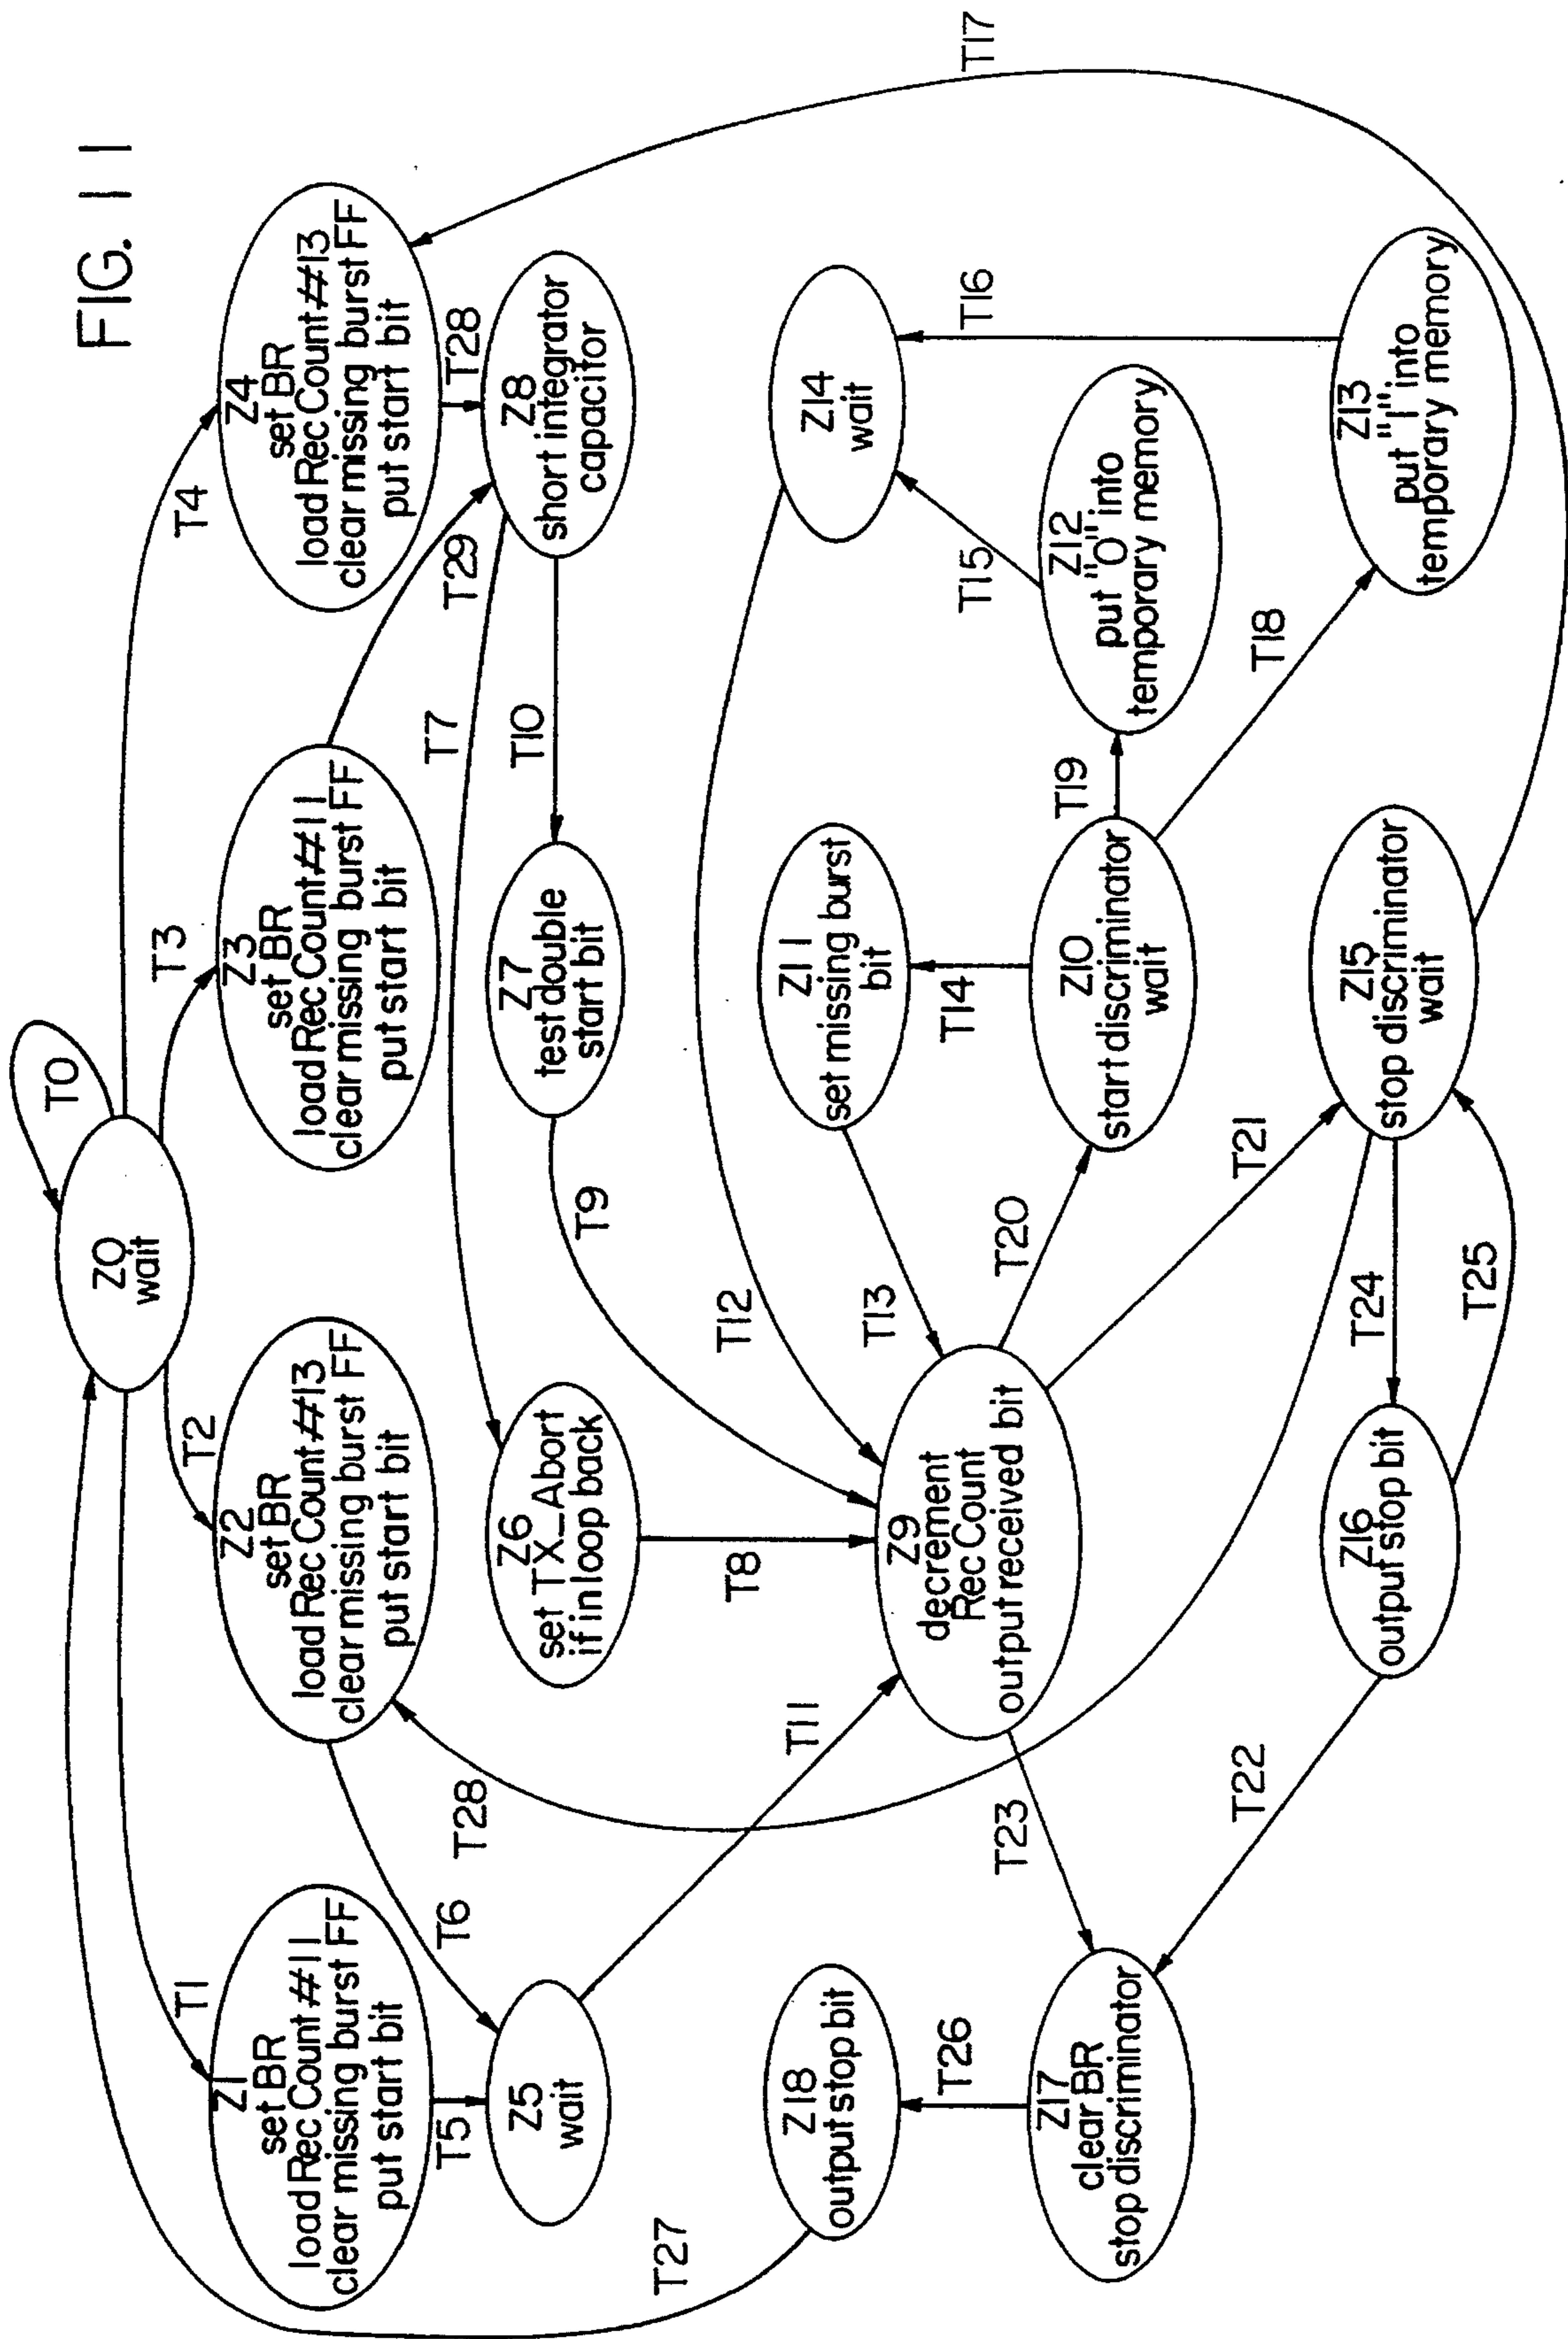 FIG. 11
T0
Z0
wait
T1
T2
T3
T4
Z1
set BR
load Rec Count #11
clear missing burst FF
put start bit
Z2
set BR
load Rec Count #13
clear missing burst FF
put start bit
Z3
set BR
load Rec Count #11
clear missing burst FF
put start bit
Z4
set BR
load Rec Count #13
clear missing burst FF
put start bit
T5
T6
T28
T7
T29
T28
Z5
wait
Z6
set TX_Abort
if in loop back
Z7
test double
start bit
T10
Z8
short integrator
capacitor
T27
T11
T8
T12
T9
Z18
output stop bit
Z9
decrement
Rec Count
output received bit
T13
Z11
set missing burst
bit
Z14
wait
T26
T23
T20
T14
T15
T16
T17
Z17
clear BR
stop discriminator
Z10
start discriminator
wait
T19
Z12
put "0" into
temporary memory
T22
T21
T18
Z16
output stop bit
T24
T25
Z15
stop discriminator
wait
Z13
put "1" into
temporary memory